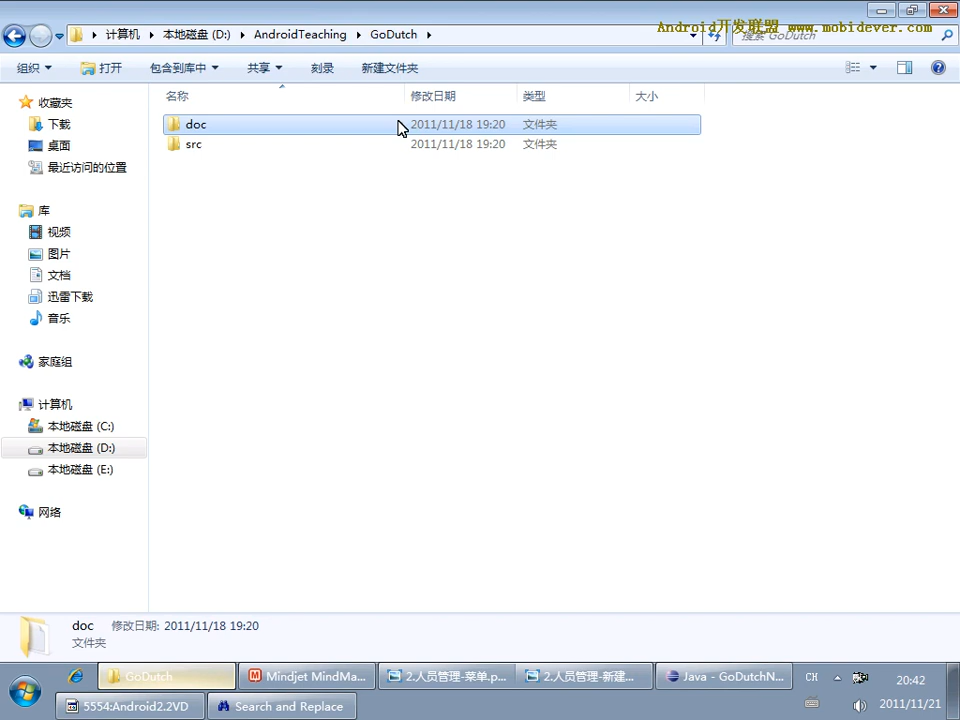 计算机 本地磁盘 (D:) AndroidTeaching GoDutch
Android开发联盟 www.mobidever.com
搜索 GoDutch
组织 打开 包含到库中 共享 刻录 新建文件夹
名称 修改日期 类型 大小
doc 2011/11/18 19:20 文件夹
src 2011/11/18 19:20 文件夹
收藏夹
下载
桌面
最近访问的位置
库
视频
图片
文档
迅雷下载
音乐
家庭组
计算机
本地磁盘 (C:)
本地磁盘 (D:)
本地磁盘 (E:)
网络
doc 修改日期: 2011/11/18 19:20
文件夹
GoDutch Mindjet MindMa... 2.人员管理-菜单.p... 2.人员管理-新建... Java - GoDutchN... CH 20:42
5554:Android2.2VD Search and Replace 2011/11/21